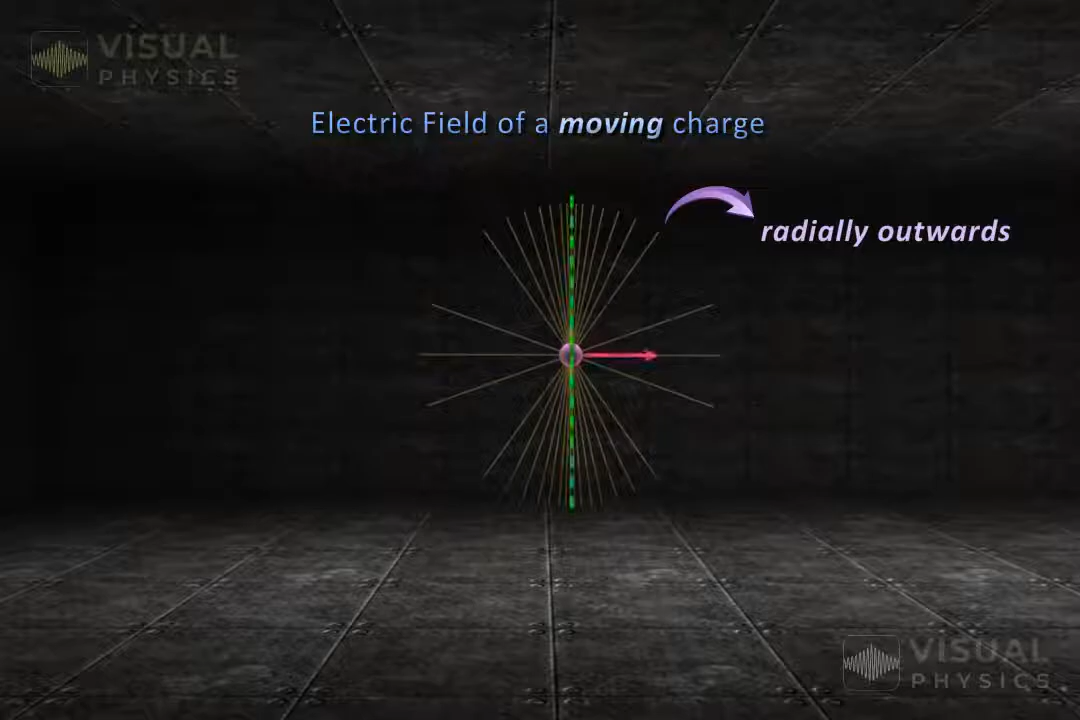 VISUAL
PHYSICS
Electric Field of a moving charge
radially outwards
VISUAL
PHYSICS